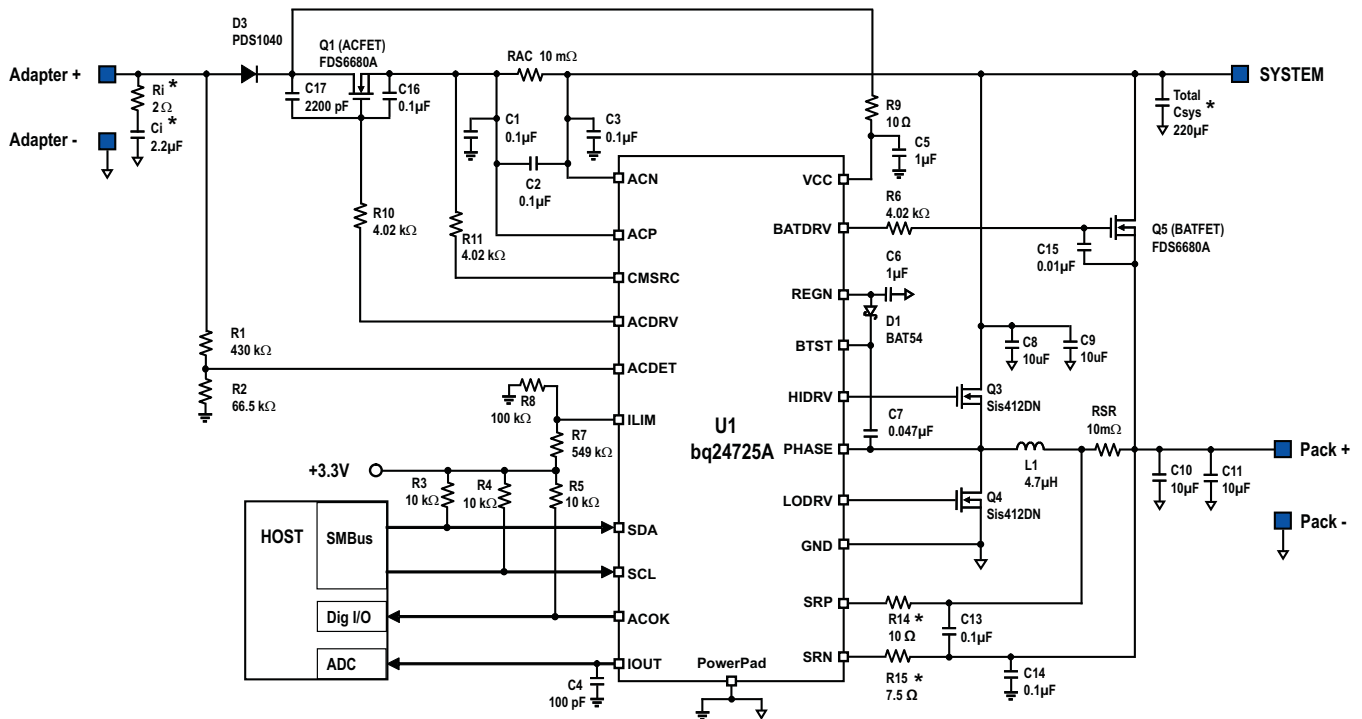 D3
PDS1040
Q1 (ACFET)
FDS6680A
RAC 10 mΩ
Adapter +
SYSTEM
Ri *
2 Ω
Ci *
2.2µF
Adapter -
C17
2200 pF
C16
0.1µF
C1
0.1µF
C3
0.1µF
C2
0.1µF
R9
10 Ω
C5
1µF
Total
Csys *
220µF
R10
4.02 kΩ
R11
4.02 kΩ
R6
4.02 kΩ
Q5 (BATFET)
FDS6680A
C15
0.01µF
C6
1µF
D1
BAT54
R1
430 kΩ
R2
66.5 kΩ
R8
100 kΩ
R7
549 kΩ
C8
10uF
C9
10uF
Q3
Sis412DN
C7
0.047µF
RSR
10mΩ
L1
4.7µH
Pack +
C10
10µF
C11
10µF
Q4
Sis412DN
Pack -
+3.3V
R3
10 kΩ
R4
10 kΩ
R5
10 kΩ
HOST
SMBus
Dig I/O
ADC
C4
100 pF
U1
bq24725A
ACN
ACP
CMSRC
ACDRV
ACDET
ILIM
SDA
SCL
ACOK
IOUT
VCC
BATDRV
REGN
BTST
HIDRV
PHASE
LODRV
GND
SRP
SRN
PowerPad
R14 *
10 Ω
C13
0.1µF
R15 *
7.5 Ω
C14
0.1µF